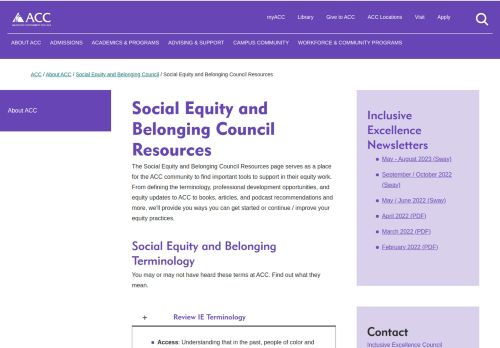 ACC
myACC Library Give to ACC ACC Locations Visit Apply
ABOUT ACC ADMISSIONS ACADEMICS & PROGRAMS ADVISING & SUPPORT CAMPUS COMMUNITY WORKFORCE & COMMUNITY PROGRAMS
ACC / About ACC / Social Equity and Belonging Council / Social Equity and Belonging Council Resources
About ACC
Social Equity and
Belonging Council
Resources
The Social Equity and Belonging Council Resources page serves as a place
for the ACC community to find important tools to support in their equity work.
From defining the terminology, professional development opportunities, and
equity updates to ACC to books, articles, and podcast recommendations and
more, we'll provide you ways you can get started or continue / improve your
equity practices.
Social Equity and Belonging
Terminology
You may or may not have heard these terms at ACC. Find out what they
mean.
+ Review IE Terminology
• Access: Understanding that in the past, people of color and
Inclusive
Excellence
Newsletters
• May - August 2023 (Sway)
• September / October 2022
(Sway)
• May / June 2022 (Sway)
• April 2022 (PDF)
• March 2022 (PDF)
• February 2022 (PDF)
Contact
Inclusive Excellence Council